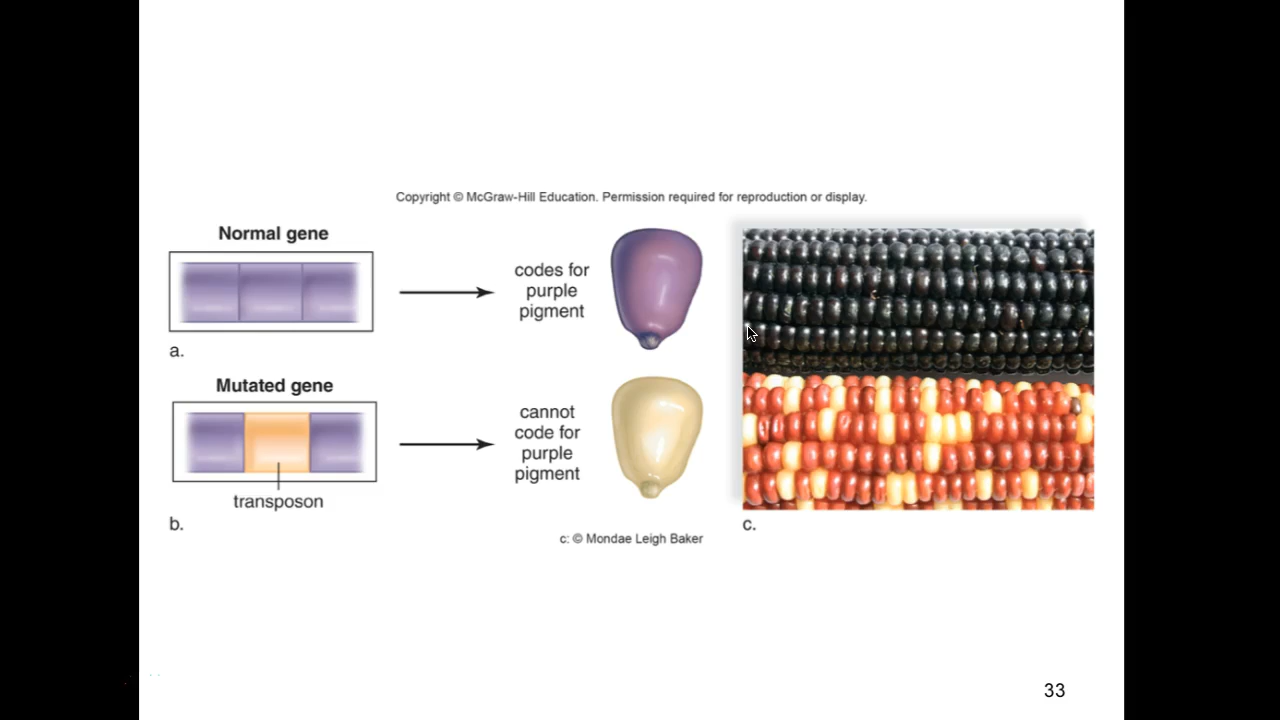 Copyright © McGraw-Hill Education. Permission required for reproduction or display.
Normal gene
codes for
purple
pigment
a.
Mutated gene
cannot
code for
purple
pigment
transposon
b.
c.
c: © Mondae Leigh Baker
33